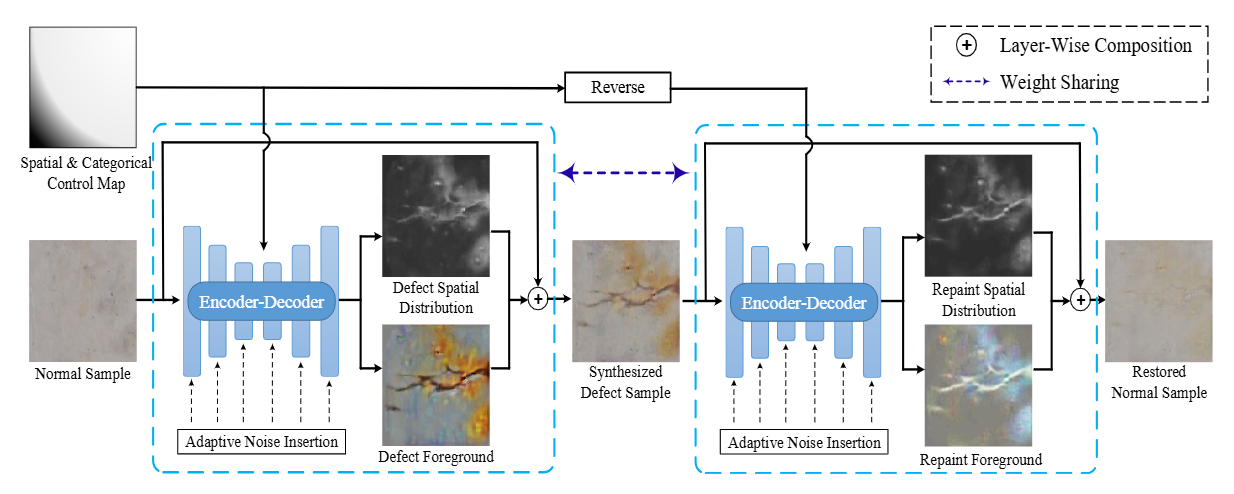 Layer-Wise Composition
Weight Sharing
Reverse
Spatial & Categorical
Control Map
Encoder-Decoder
Defect Spatial
Distribution
Encoder-Decoder
Repaint Spatial
Distribution
Normal Sample
Synthesized
Defect Sample
Restored
Normal Sample
Adaptive Noise Insertion
Defect Foreground
Adaptive Noise Insertion
Repaint Foreground